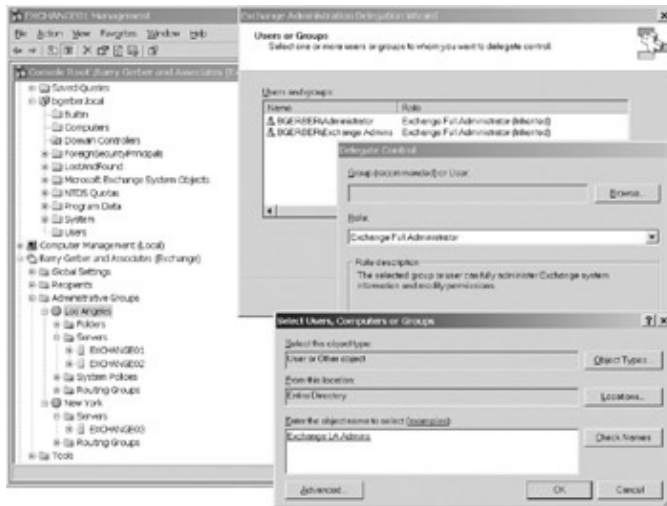 EXCHANGE01 Management
File Action View Favorites Window Help
Console Root\Barry Gerber and Associates (E
Saved Queries
bgerber.local
Builtin
Computers
Domain Controllers
ForeignSecurityPrincipals
LostAndFound
Microsoft Exchange System Objects
NTDS Quotas
Program Data
System
Users
Computer Management (Local)
Barry Gerber and Associates (Exchange)
Global Settings
Recipients
Administrative Groups
Los Angeles
Folders
Servers
EXCHANGE01
EXCHANGE02
System Policies
Routing Groups
New York
Servers
EXCHANGE03
Routing Groups
Tools
Exchange Administration Delegation Wizard
Users or Groups
Select one or more users or groups to whom you want to delegate control.
Users and groups:
Name Role
BGERBER\Administrator Exchange Full Administrator (Inherited)
BGERBER\Exchange Admins Exchange Full Administrator (Inherited)
Delegate Control
Group (recommended) or User:
Browse...
Role:
Exchange Full Administrator
Role description
The selected group or user can fully administer Exchange system
information and modify permissions.
Select Users, Computers or Groups
Select this object type:
User or Other object
Object Types...
From this location:
Entire Directory
Locations...
Enter the object name to select (examples):
Exchange LA Admins
Check Names
Advanced...
OK
Cancel